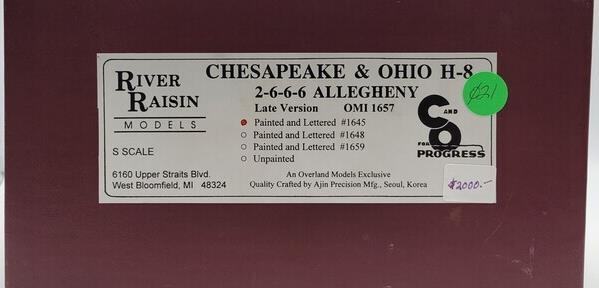 RIVER
RAISIN
MODELS
S SCALE
6160 Upper Straits Blvd.
West Bloomfield, MI 48324
CHESAPEAKE & OHIO H-8
2-6-6-6 ALLEGHENY
Late Version OMI 1657
Painted and Lettered #1645
Painted and Lettered #1648
Painted and Lettered #1659
Unpainted
An Overland Models Exclusive
Quality Crafted by Ajin Precision Mfg., Seoul, Korea
C AND
O
FOR
PROGRESS
$2000.-